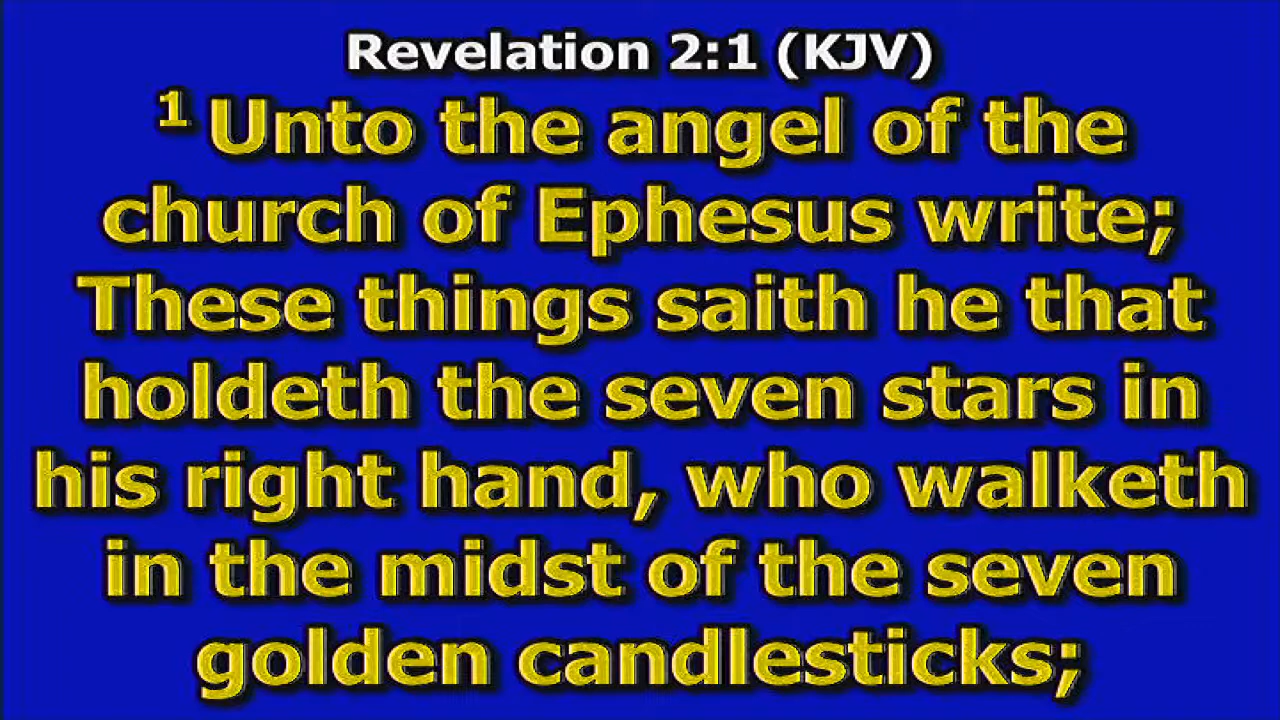 Revelation 2:1 (KJV)
1 Unto the angel of the
church of Ephesus write;
These things saith he that
holdeth the seven stars in
his right hand, who walketh
in the midst of the seven
golden candlesticks;